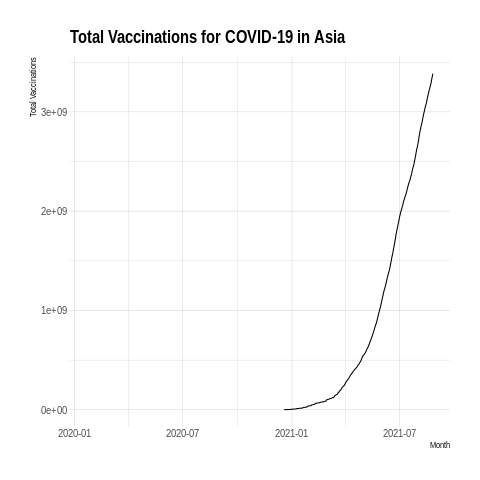 Total Vaccinations for COVID-19 in Asia
Total Vaccinations
3e+09
2e+09
1e+09
0e+00
2020-01 2020-07 2021-01 2021-07
Month